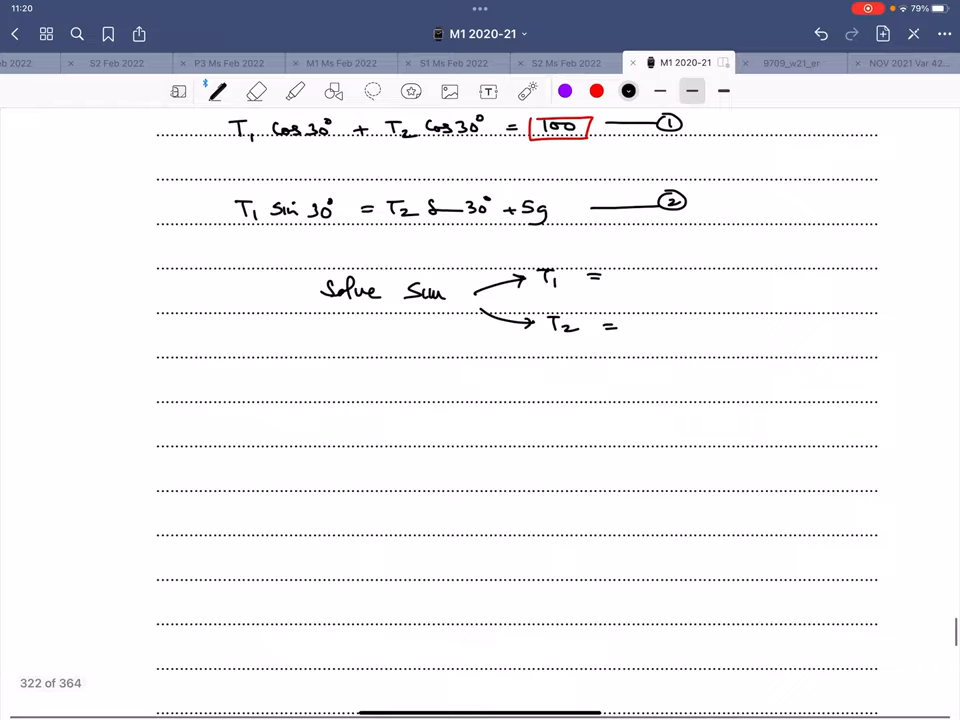 11:20
79%
M1 2020-21
b 2022
S2 Feb 2022
P3 Ms Feb 2022
M1 Ms Feb 2022
S1 Ms Feb 2022
S2 Ms Feb 2022
M1 2020-21
9709_w21_er
NOV 2021 Var 42...
T₁ cos 30° + T₂ cos 30° = 100 ①
T₁ sin 30° = T₂ S 30° + 5g ②
Solve Sim T₁ =
T₂ =
322 of 364